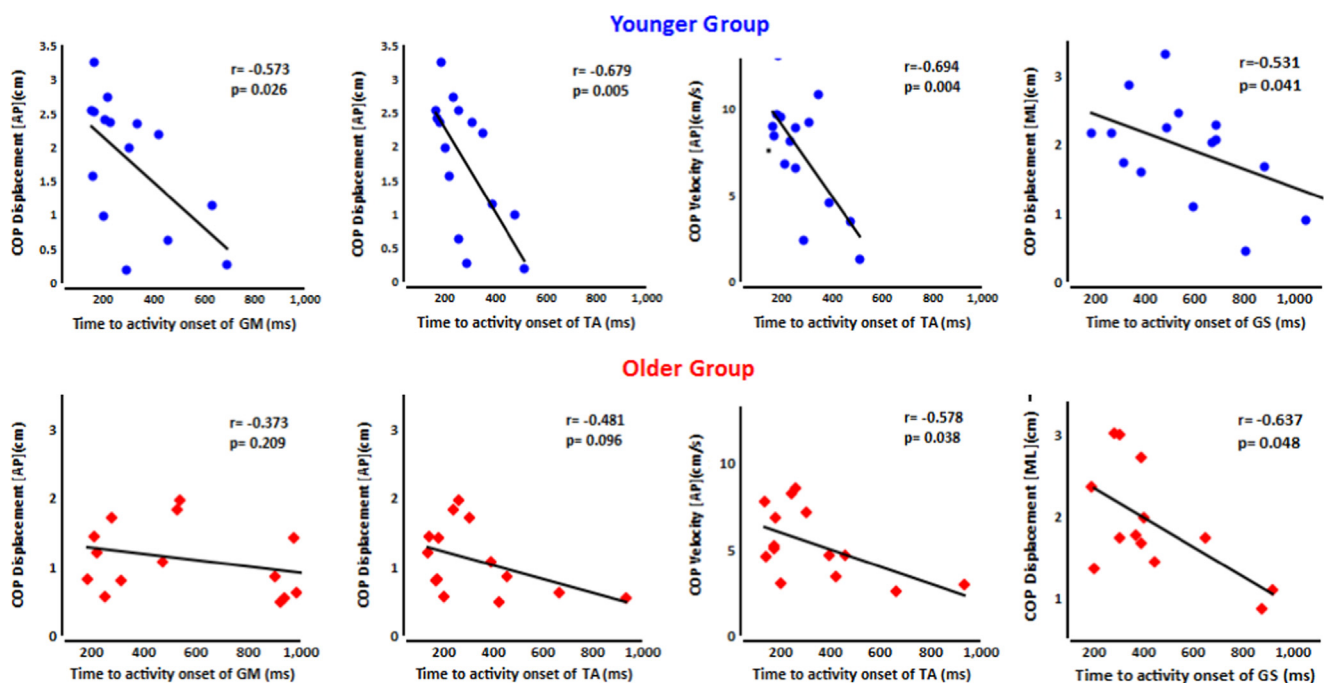 Younger Group
COP Displacement [AP](cm)
3.5
3
2.5
2
1.5
1
0.5
0
r= -0.573
p= 0.026
200 400 600 800 1,000
Time to activity onset of GM (ms)
COP Displacement [AP](cm)
3.5
3
2.5
2
1.5
1
0.5
0
r= -0.679
p= 0.005
200 400 600 800 1,000
Time to activity onset of TA (ms)
COP Velocity [AP](cm/s)
10
5
0
r=-0.694
p= 0.004
200 400 600 800 1,000
Time to activity onset of TA (ms)
COP Displacement [ML](cm)
3
2
1
0
r=-0.531
p= 0.041
200 400 600 800 1,000
Time to activity onset of GS (ms)
Older Group
COP Displacement [AP](cm)
3
2
1
0
r= -0.373
p= 0.209
200 400 600 800 1,000
Time to activity onset of GM (ms)
COP Displacement [AP](cm)
3
2
1
0
r= -0.481
p= 0.096
200 400 600 800 1,000
Time to activity onset of TA (ms)
COP Velocity [AP](cm/s)
10
5
0
r= -0.578
p= 0.038
200 400 600 800 1,000
Time to activity onset of TA (ms)
COP Displacement [ML](cm)
3
2
1
r= -0.637
p= 0.048
200 400 600 800 1,000
Time to activity onset of GS (ms)